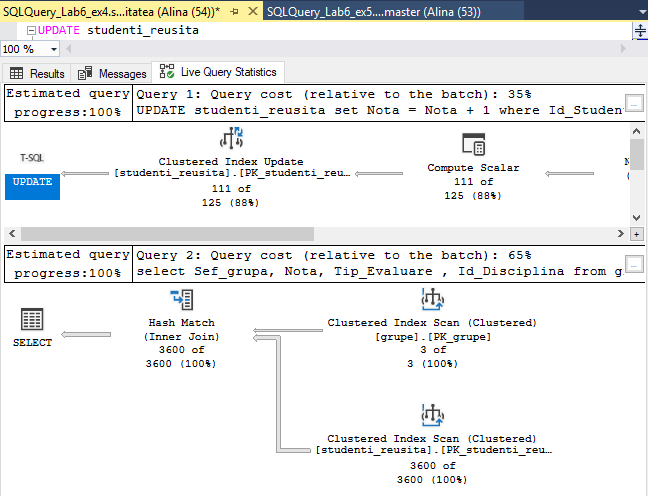 SQLQuery_Lab6_ex4.s...itatea (Alina (54))*
SQLQuery_Lab6_ex5....master (Alina (53))
UPDATE studenti_reusita
100 %
Results
Messages
Live Query Statistics
Estimated query progress:100%
Query 1: Query cost (relative to the batch): 35%
UPDATE studenti_reusita set Nota = Nota + 1 where Id_Studen
...
T-SQL
UPDATE
Clustered Index Update
[studenti_reusita].[PK_studenti_reu...
111 of
125 (88%)
Compute Scalar
111 of
125 (88%)
N
(
Estimated query progress:100%
Query 2: Query cost (relative to the batch): 65%
select Sef_grupa, Nota, Tip_Evaluare , Id_Disciplina from g
...
SELECT
Hash Match
(Inner Join)
3600 of
3600 (100%)
Clustered Index Scan (Clustered)
[grupe].[PK_grupe]
3 of
3 (100%)
Clustered Index Scan (Clustered)
[studenti_reusita].[PK_studenti_reu...
3600 of
3600 (100%)